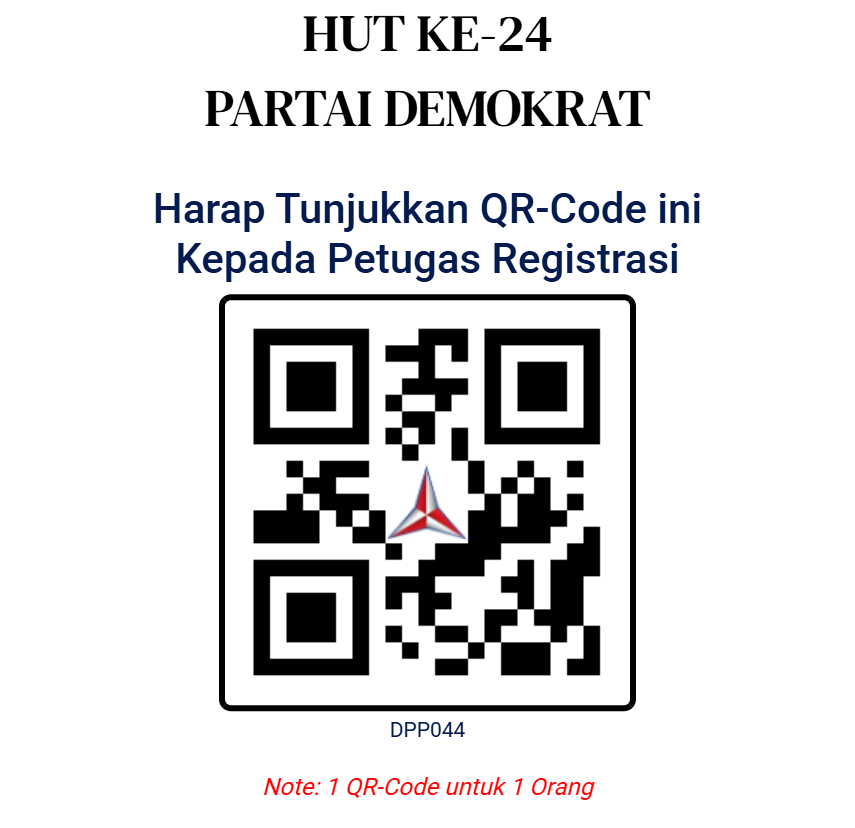 HUT KE-24
PARTAI DEMOKRAT
Harap Tunjukkan QR-Code ini
Kepada Petugas Registrasi
DPP044
Note: 1 QR-Code untuk 1 Orang